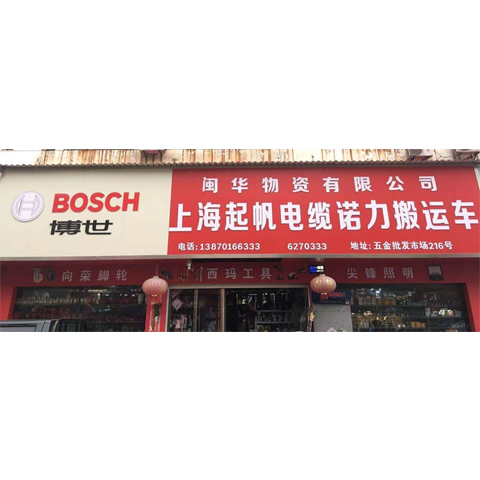 BOSCH
博世
闽华物资有限公司
上海起帆电缆诺力搬运车
电话:13870166333 6270333 地址:五金批发市场216号
向荣脚轮 西玛工具 尖锋照明
BOSCH